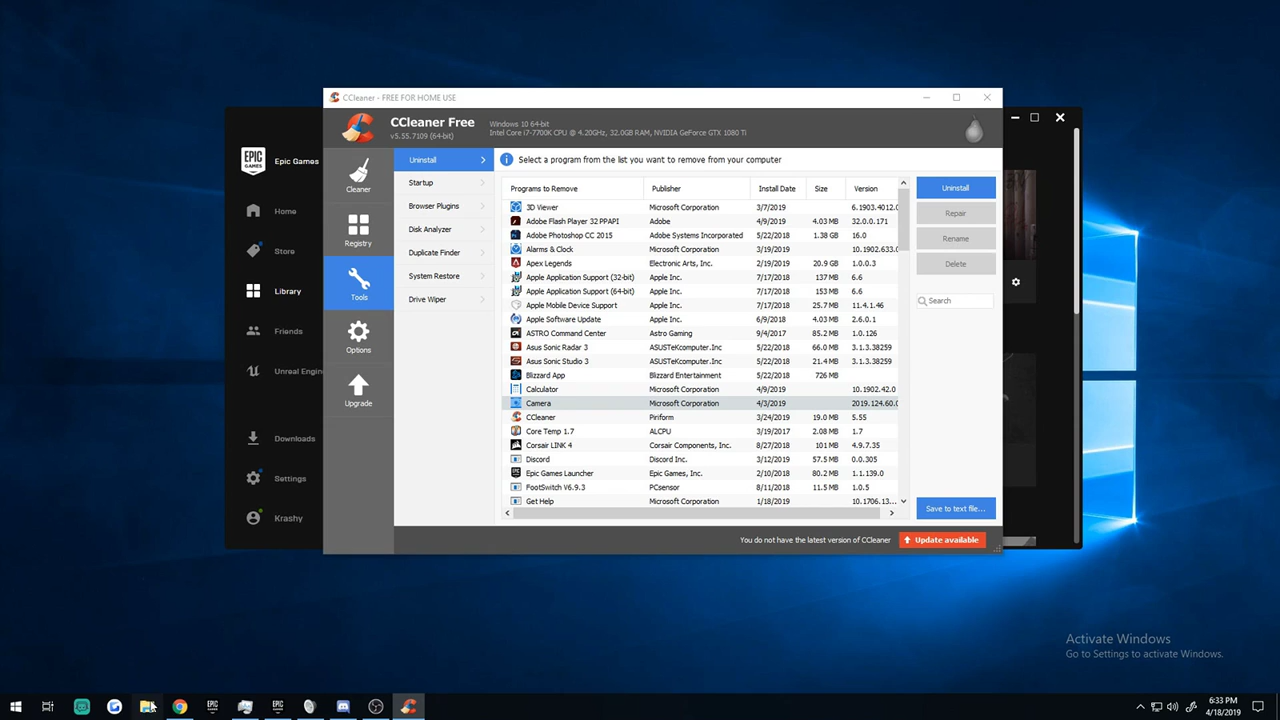 CCleaner - FREE FOR HOME USE
CCleaner Free
v5.55.7109 (64-bit)
Windows 10 64-bit
Intel Core i7-7700K CPU @ 4.20GHz, 32.0GB RAM, NVIDIA GeForce GTX 1080 Ti
EPIC GAMES
Epic Games
Home
Store
Library
Friends
Unreal Engin
Downloads
Settings
Krashy
Cleaner
Registry
Tools
Options
Upgrade
Uninstall
Startup
Browser Plugins
Disk Analyzer
Duplicate Finder
System Restore
Drive Wiper
Select a program from the list you want to remove from your computer
Programs to Remove Publisher Install Date Size Version
3D Viewer Microsoft Corporation 3/7/2019 6.1903.4012.0
Adobe Flash Player 32 PPAPI Adobe 4/9/2019 4.03 MB 32.0.0.171
Adobe Photoshop CC 2015 Adobe Systems Incorporated 5/22/2018 1.38 GB 16.0
Alarms & Clock Microsoft Corporation 3/19/2019 10.1902.633.0
Apex Legends Electronic Arts, Inc. 2/19/2019 20.9 GB 1.0.0.3
Apple Application Support (32-bit) Apple Inc. 7/17/2018 137 MB 6.6
Apple Application Support (64-bit) Apple Inc. 7/17/2018 153 MB 6.6
Apple Mobile Device Support Apple Inc. 7/17/2018 25.7 MB 11.4.1.46
Apple Software Update Apple Inc. 6/9/2018 4.03 MB 2.6.0.1
ASTRO Command Center Astro Gaming 9/4/2017 85.2 MB 1.0.126
Asus Sonic Radar 3 ASUSTeKcomputer.Inc 5/22/2018 66.0 MB 3.1.3.38259
Asus Sonic Studio 3 ASUSTeKcomputer.Inc 5/22/2018 21.4 MB 3.1.3.38259
Blizzard App Blizzard Entertainment 5/22/2018 726 MB
Calculator Microsoft Corporation 4/9/2019 10.1902.42.0
Camera Microsoft Corporation 4/3/2019 2019.124.60.0
CCleaner Piriform 3/24/2019 19.0 MB 5.55
Core Temp 1.7 ALCPU 3/19/2017 2.08 MB 1.7
Corsair LINK 4 Corsair Components, Inc. 8/27/2018 101 MB 4.9.7.35
Discord Discord Inc. 3/12/2019 57.5 MB 0.0.305
Epic Games Launcher Epic Games, Inc. 2/10/2018 80.2 MB 1.1.139.0
FootSwitch V6.9.3 PCsensor 8/11/2018 11.5 MB 1.0.5
Get Help Microsoft Corporation 1/18/2019 10.1706.13...
Uninstall
Repair
Rename
Delete
Search
Save to text file...
You do not have the latest version of CCleaner
Update available
Activate Windows
Go to Settings to activate Windows.
EPIC
EPIC
6:33 PM
4/18/2019